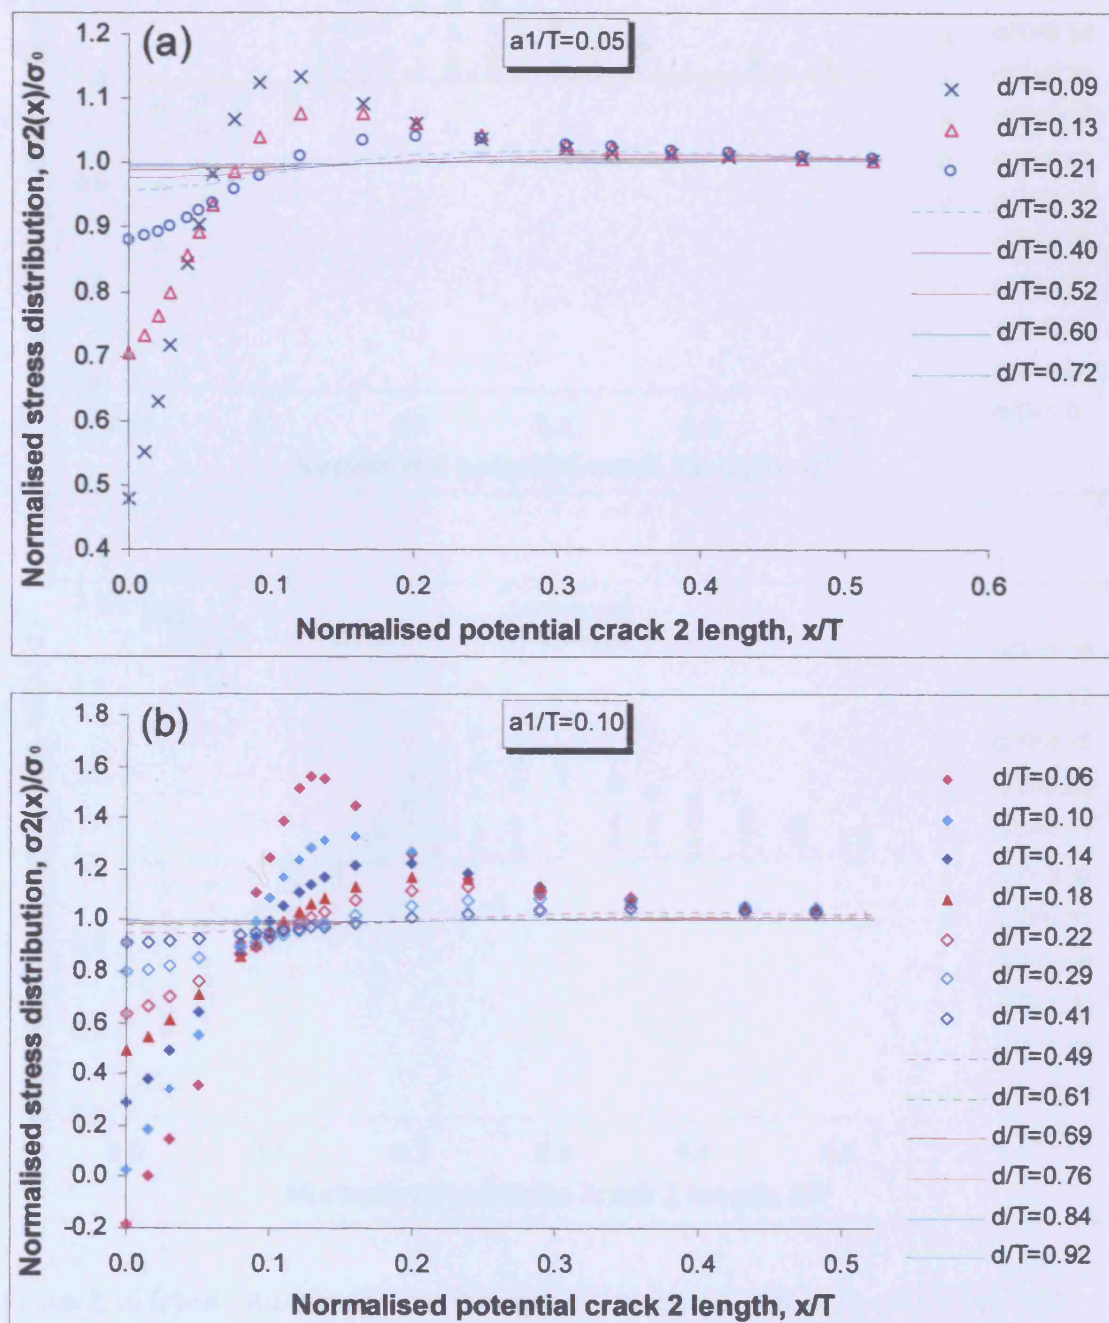 (a)
a1/T=0.05
Normalised stress distribution, σ2(x)/σ₀
1.2
1.1
1.0
0.9
0.8
0.7
0.6
0.5
0.4
0.0 0.1 0.2 0.3 0.4 0.5 0.6
Normalised potential crack 2 length, x/T
d/T=0.09
d/T=0.13
d/T=0.21
d/T=0.32
d/T=0.40
d/T=0.52
d/T=0.60
d/T=0.72
(b)
a1/T=0.10
Normalised stress distribution, σ2(x)/σ₀
1.8
1.6
1.4
1.2
1.0
0.8
0.6
0.4
0.2
0.0
-0.2
0.0 0.1 0.2 0.3 0.4 0.5
Normalised potential crack 2 length, x/T
d/T=0.06
d/T=0.10
d/T=0.14
d/T=0.18
d/T=0.22
d/T=0.29
d/T=0.41
d/T=0.49
d/T=0.61
d/T=0.69
d/T=0.76
d/T=0.84
d/T=0.92